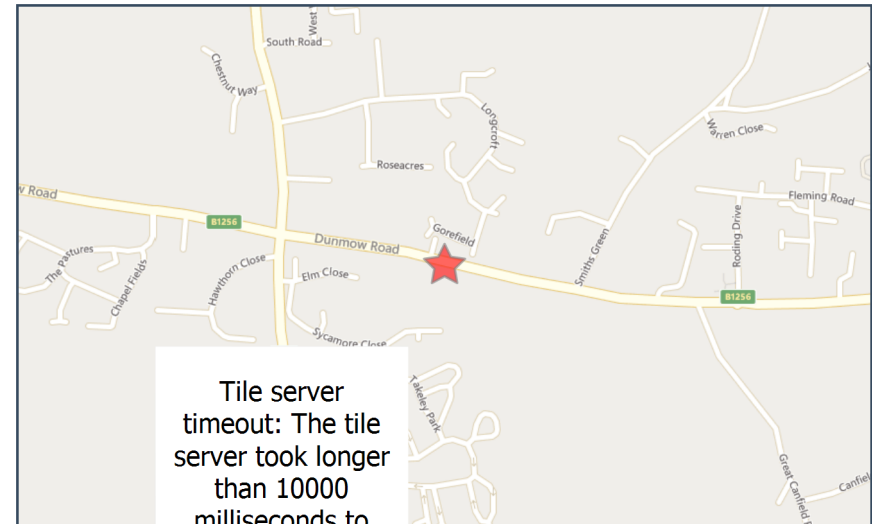 West
South Road
Chestnut Way
Longcroft
Warren Close
Roseacres
w Road
Fleming Road
B1256
Gorefield
Dunmow Road
Roding Drive
Smiths Green
The Pastures
Chapel Fields
Hawthorn Close
Elm Close
B1256
Sycamore Close
Takeley Park
Tile server
timeout: The tile
server took longer
than 10000
milliseconds to
Great Canfield
Canfiel